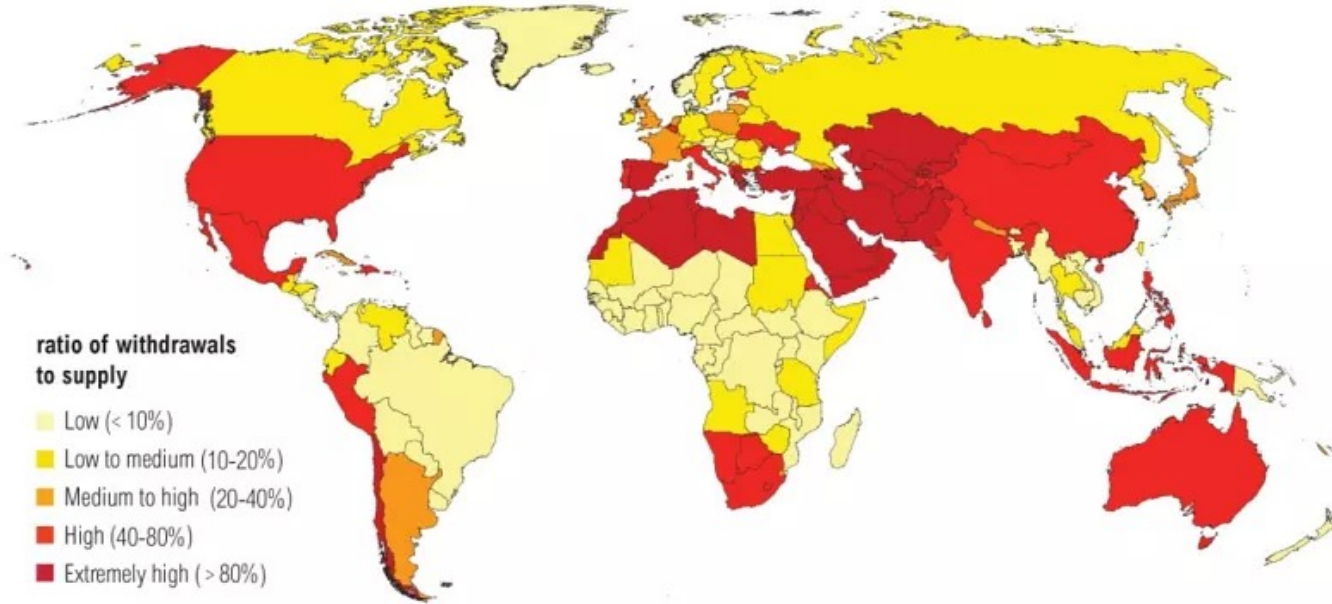 ratio of withdrawals
to supply
Low (< 10%)
Low to medium (10-20%)
Medium to high (20-40%)
High (40-80%)
Extremely high (> 80%)